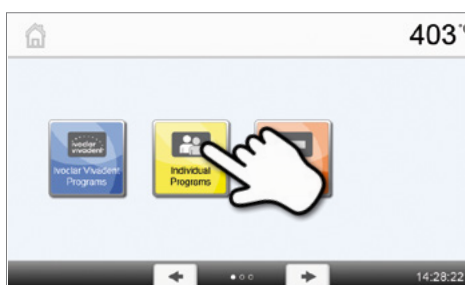 403 °C
ivoclar
vivadent
Ivoclar Vivadent
Programs
Individual
Programs
14:28:22